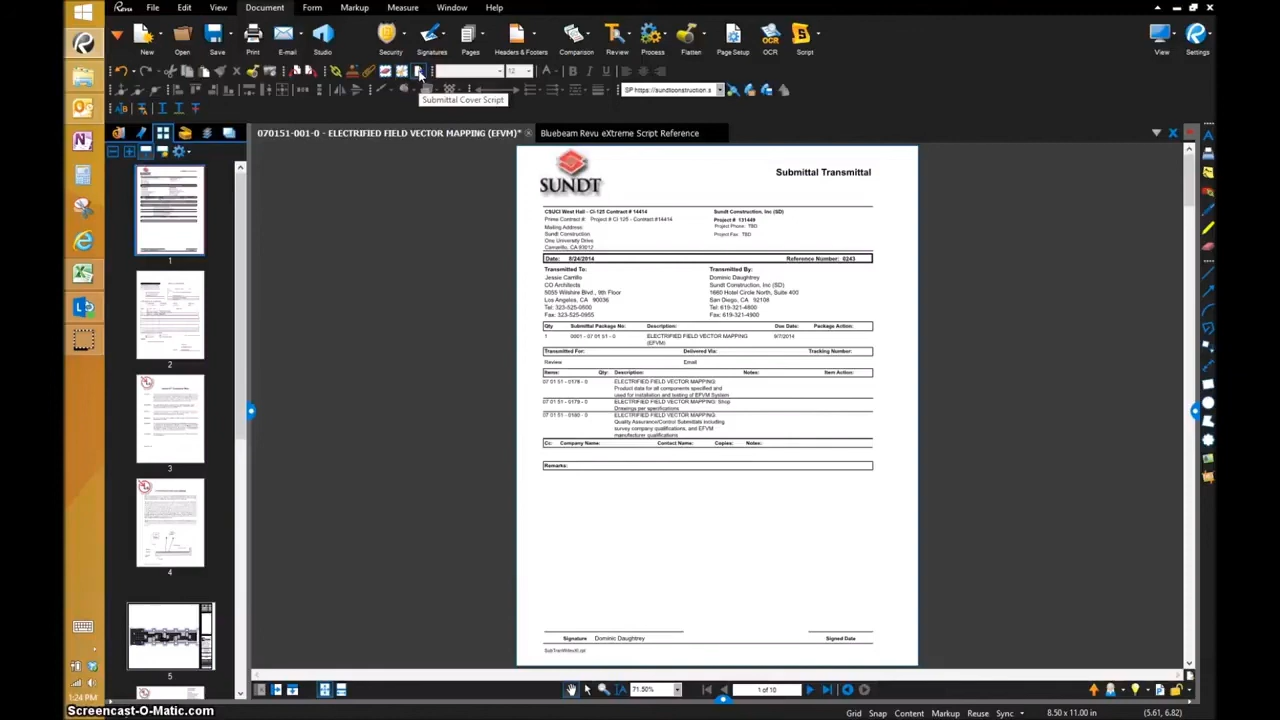 Revu File Edit View Document Form Markup Measure Window Help
New Open Save Print E-mail Studio Security Signatures Pages Headers & Footers Comparison Review Process Flatten Page Setup OCR Script View Settings
12
Submittal Cover Script
SP https://sundtconstruction.s
070151-001-0 - ELECTRIFIED FIELD VECTOR MAPPING (EFVM)*
Bluebeam Revu eXtreme Script Reference
1
2
3
4
5
SUNDT
Submittal Transmittal
CSUCI West Hall - CI-125 Contract # 14414
Sundt Construction, Inc (SD)
Prime Contract #: Project # CI 125 - Contract #14414
Project # 131449
Mailing Address:
Project Phone: TBD
Sundt Construction
Project Fax: TBD
One University Drive
Camarillo, CA 93012
Date: 8/24/2014
Reference Number: 0243
Transmitted To:
Transmitted By:
Jessie Carrillo
Dominic Daughtrey
CO Architects
Sundt Construction, Inc (SD)
5055 Wilshire Blvd., 9th Floor
1660 Hotel Circle North, Suite 400
Los Angeles, CA 90036
San Diego, CA 92108
Tel: 323-525-0500
Tel: 619-321-4800
Fax: 323-525-0955
Fax: 619-321-4900
Qty Submittal Package No: Description: Due Date: Package Action:
1 0001 - 07 01 51 - 0 ELECTRIFIED FIELD VECTOR MAPPING 9/7/2014
(EFVM)
Transmitted For: Delivered Via: Tracking Number:
Review Email
Items: Qty: Description: Notes: Item Action:
07 01 51 - 0178 - 0 ELECTRIFIED FIELD VECTOR MAPPING:
Product data for all components specified and
used for installation and testing of EFVM System
07 01 51 - 0179 - 0 ELECTRIFIED FIELD VECTOR MAPPING: Shop
Drawings per specifications
07 01 51 - 0180 - 0 ELECTRIFIED FIELD VECTOR MAPPING:
Quality Assurance/Control Submittals including
survey company qualifications, and EFVM
manufacturer qualifications
Cc: Company Name: Contact Name: Copies: Notes:
Remarks:
Signature Dominic Daughtrey Signed Date
71.50%
1 of 10
Grid Snap Content Markup Reuse Sync 8.50 x 11.00 in (5.61, 6.82)
1:24 PM
Screencast-O-Matic.com